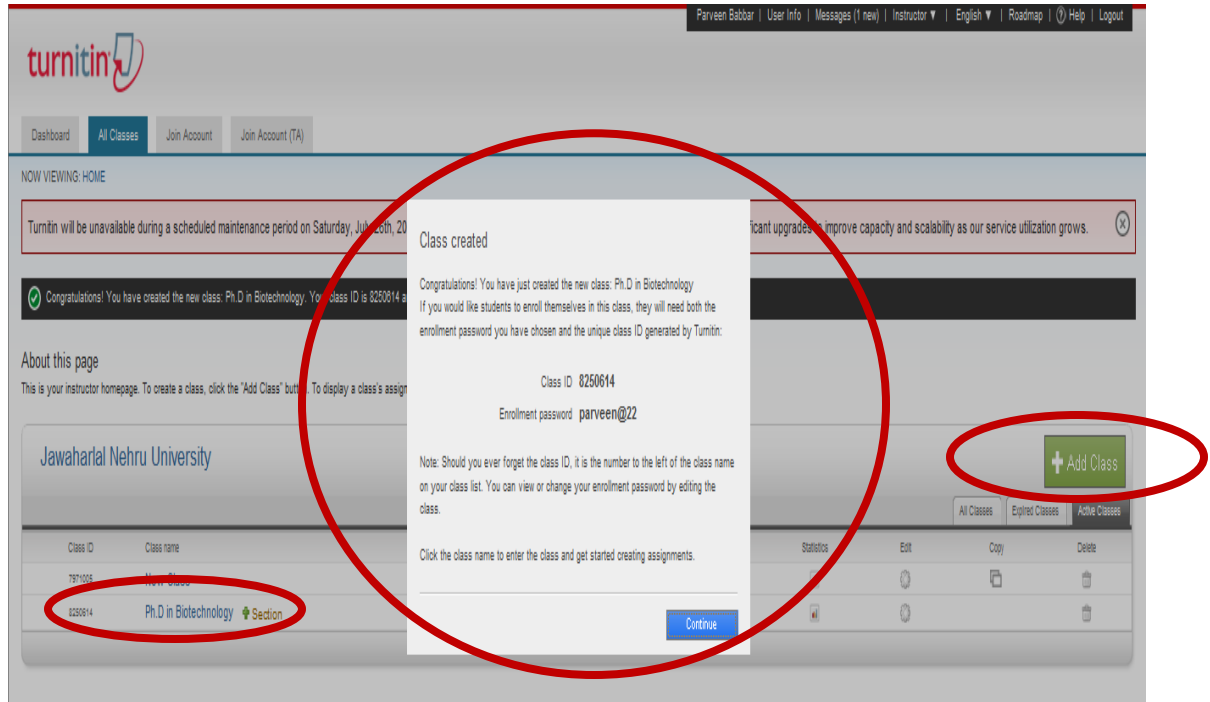 Parveen Babbar | User Info | Messages (1 new) | Instructor ▼ | English ▼ | Roadmap | ? Help | Logout
turnitin
Dashboard All Classes Join Account Join Account (TA)
NOW VIEWING: HOME
Turnitin will be unavailable during a scheduled maintenance period on Saturday, 20 upgrades to improve capacity and scalability as our service utilization grows.
Congratulations! You have created the new class: Ph.D in Biotechnology. class ID is 8250614
About this page
This is your instructor homepage. To create a class, click the "Add Class" To display a class's
Class created
Congratulations! You have just created the new class: Ph.D in Biotechnology
If you would like students to enroll themselves in this class, they will need both the
enrollment password you have chosen and the unique class ID generated by Turnitin:
Class ID 8250614
Enrollment password parveen@22
Note: Should you ever forget the class ID, it is the number to the left of the class name
on your class list. You can view or change your enrollment password by editing the
class.
Click the class name to enter the class and get started creating assignments.
Continue
Jawaharlal Nehru University
+ Add Class
All Classes Expired Classes Active Classes
Class ID Class name Statistics Edit Copy Delete
8250614 Ph.D in Biotechnology + Section